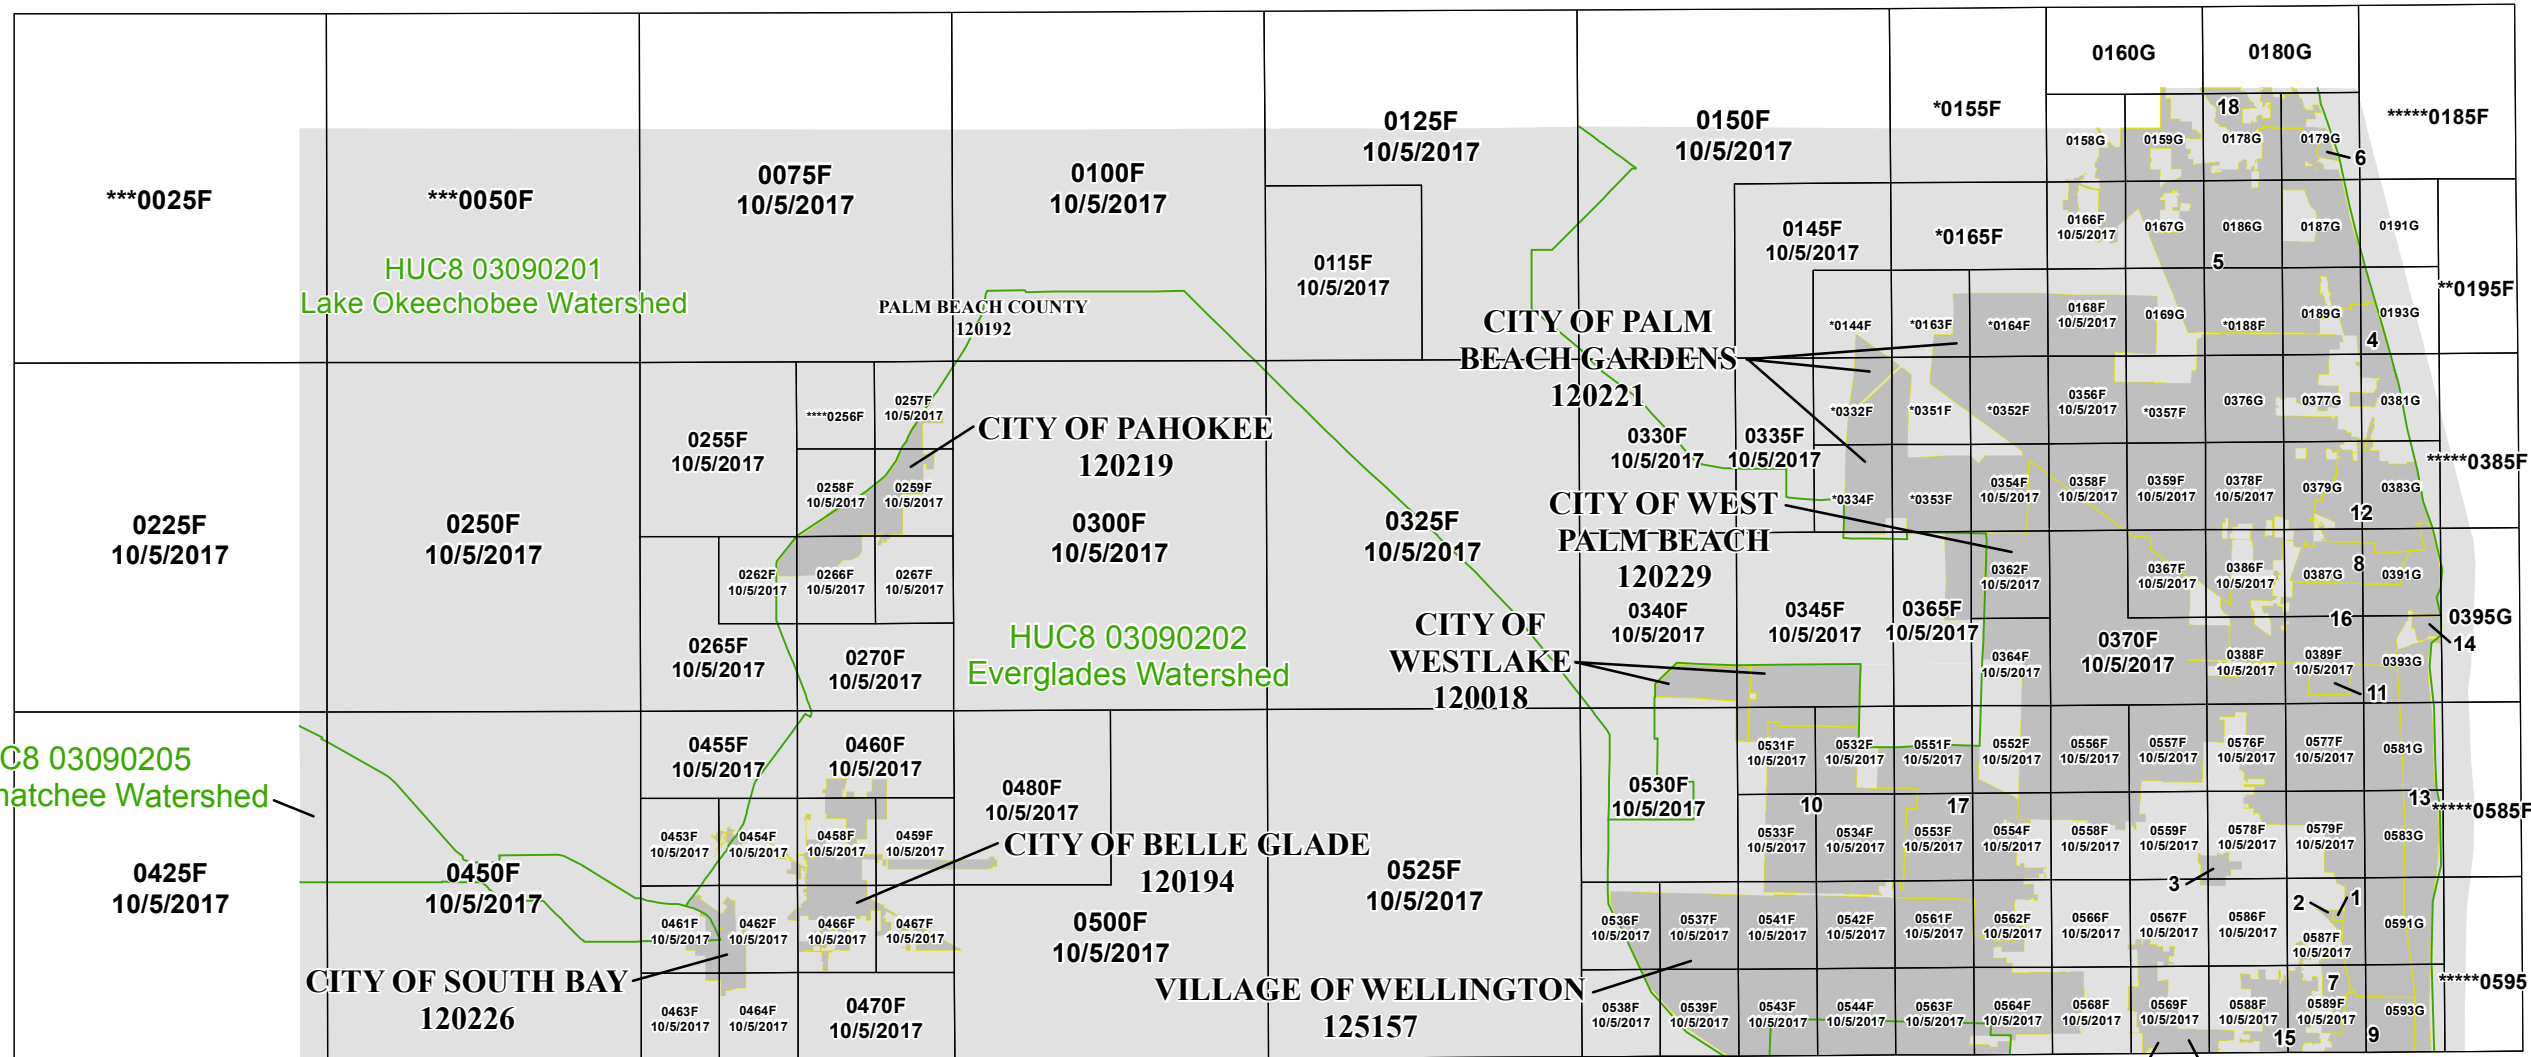 0160G
0180G
*0155F
*****0185F
0125F
10/5/2017
0150F
10/5/2017
18
0158G
0159G
0178G
0179G
6
***0025F
***0050F
0075F
10/5/2017
0100F
10/5/2017
0115F
10/5/2017
0145F
10/5/2017
*0165F
0166F
10/5/2017
0167G
0186G
0187G
0191G
5
HUC8 03090201
Lake Okeechobee Watershed
PALM BEACH COUNTY
120192
**0195F
CITY OF PALM
BEACH GARDENS
120221
*0144F
*0163F
*0164F
0168F
10/5/2017
0169G
*0188F
0189G
0193G
4
****0256F
0257F
10/5/2017
*0332F
*0351F
*0352F
0356F
10/5/2017
*0357F
0376G
0377G
0381G
CITY OF PAHOKEE
120219
0255F
10/5/2017
0330F
10/5/2017
0335F
10/5/2017
*****0385F
0258F
10/5/2017
0259F
10/5/2017
*0334F
*0353F
0354F
10/5/2017
0358F
10/5/2017
0359F
10/5/2017
0378F
10/5/2017
0379G
0383G
12
CITY OF WEST
PALM BEACH
120229
0225F
10/5/2017
0250F
10/5/2017
0300F
10/5/2017
0325F
10/5/2017
0262F
10/5/2017
0266F
10/5/2017
0267F
10/5/2017
0362F
10/5/2017
0367F
10/5/2017
0386F
10/5/2017
0387G
8
0391G
0340F
10/5/2017
0345F
10/5/2017
0365F
10/5/2017
16
0395G
14
HUC8 03090202
Everglades Watershed
CITY OF
WESTLAKE
120018
0265F
10/5/2017
0270F
10/5/2017
0364F
10/5/2017
0370F
10/5/2017
0388F
10/5/2017
0389F
10/5/2017
0393G
11
C8 03090205
natchee Watershed
0455F
10/5/2017
0460F
10/5/2017
0480F
10/5/2017
0530F
10/5/2017
0531F
10/5/2017
0532F
10/5/2017
0551F
10/5/2017
0552F
10/5/2017
0556F
10/5/2017
0557F
10/5/2017
0576F
10/5/2017
0577F
10/5/2017
0581G
10
17
13
*****0585F
0453F
10/5/2017
0454F
10/5/2017
0458F
10/5/2017
0459F
10/5/2017
CITY OF BELLE GLADE
120194
0533F
10/5/2017
0534F
10/5/2017
0553F
10/5/2017
0554F
10/5/2017
0558F
10/5/2017
0559F
10/5/2017
0578F
10/5/2017
0579F
10/5/2017
0583G
0425F
10/5/2017
0450F
10/5/2017
0525F
10/5/2017
3
2
1
0461F
10/5/2017
0462F
10/5/2017
0466F
10/5/2017
0467F
10/5/2017
0500F
10/5/2017
0536F
10/5/2017
0537F
10/5/2017
0541F
10/5/2017
0542F
10/5/2017
0561F
10/5/2017
0562F
10/5/2017
0566F
10/5/2017
0567F
10/5/2017
0586F
10/5/2017
0587F
10/5/2017
0591G
CITY OF SOUTH BAY
120226
VILLAGE OF WELLINGTON
125157
7
*****0595
0463F
10/5/2017
0464F
10/5/2017
0470F
10/5/2017
0538F
10/5/2017
0539F
10/5/2017
0543F
10/5/2017
0544F
10/5/2017
0563F
10/5/2017
0564F
10/5/2017
0568F
10/5/2017
0569F
10/5/2017
0588F
10/5/2017
0589F
10/5/2017
0593G
15
9